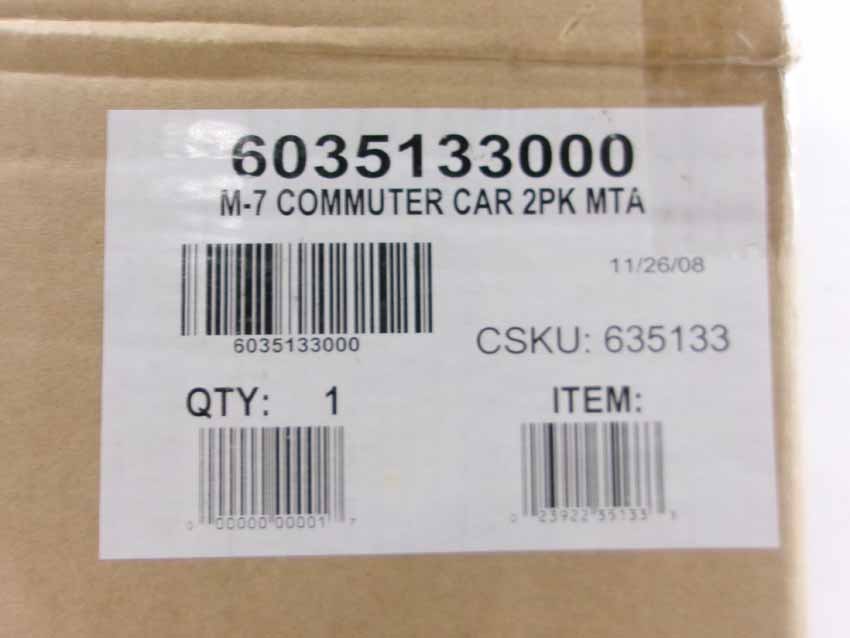 6035133000
M-7 COMMUTER CAR 2PK MTA
11/26/08
6035133000
CSKU: 635133
QTY: 1
ITEM:
0 00000 00001 7
0 23922 35133